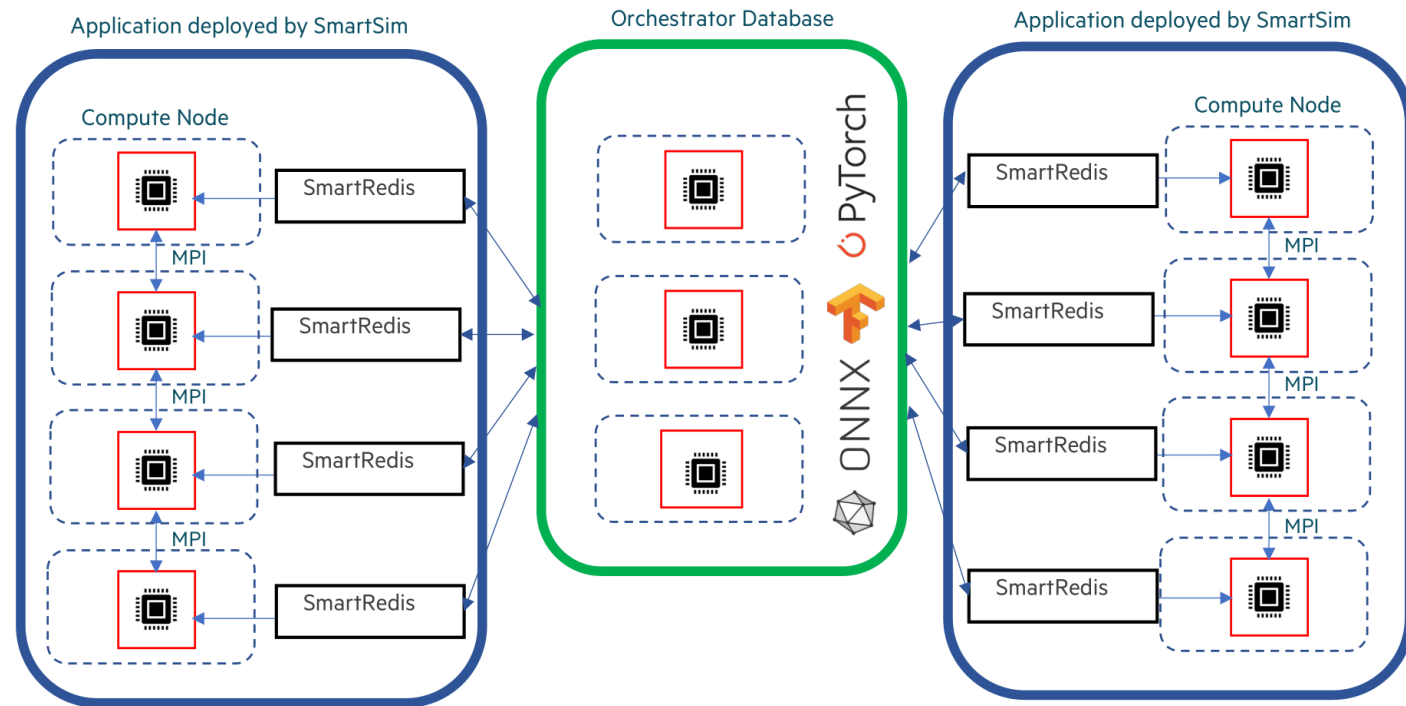 Application deployed by SmartSim
Orchestrator Database
Application deployed by SmartSim
Compute Node
SmartRedis
MPI
SmartRedis
MPI
SmartRedis
MPI
SmartRedis
PyTorch
ONNX
Compute Node
SmartRedis
MPI
SmartRedis
MPI
SmartRedis
MPI
SmartRedis